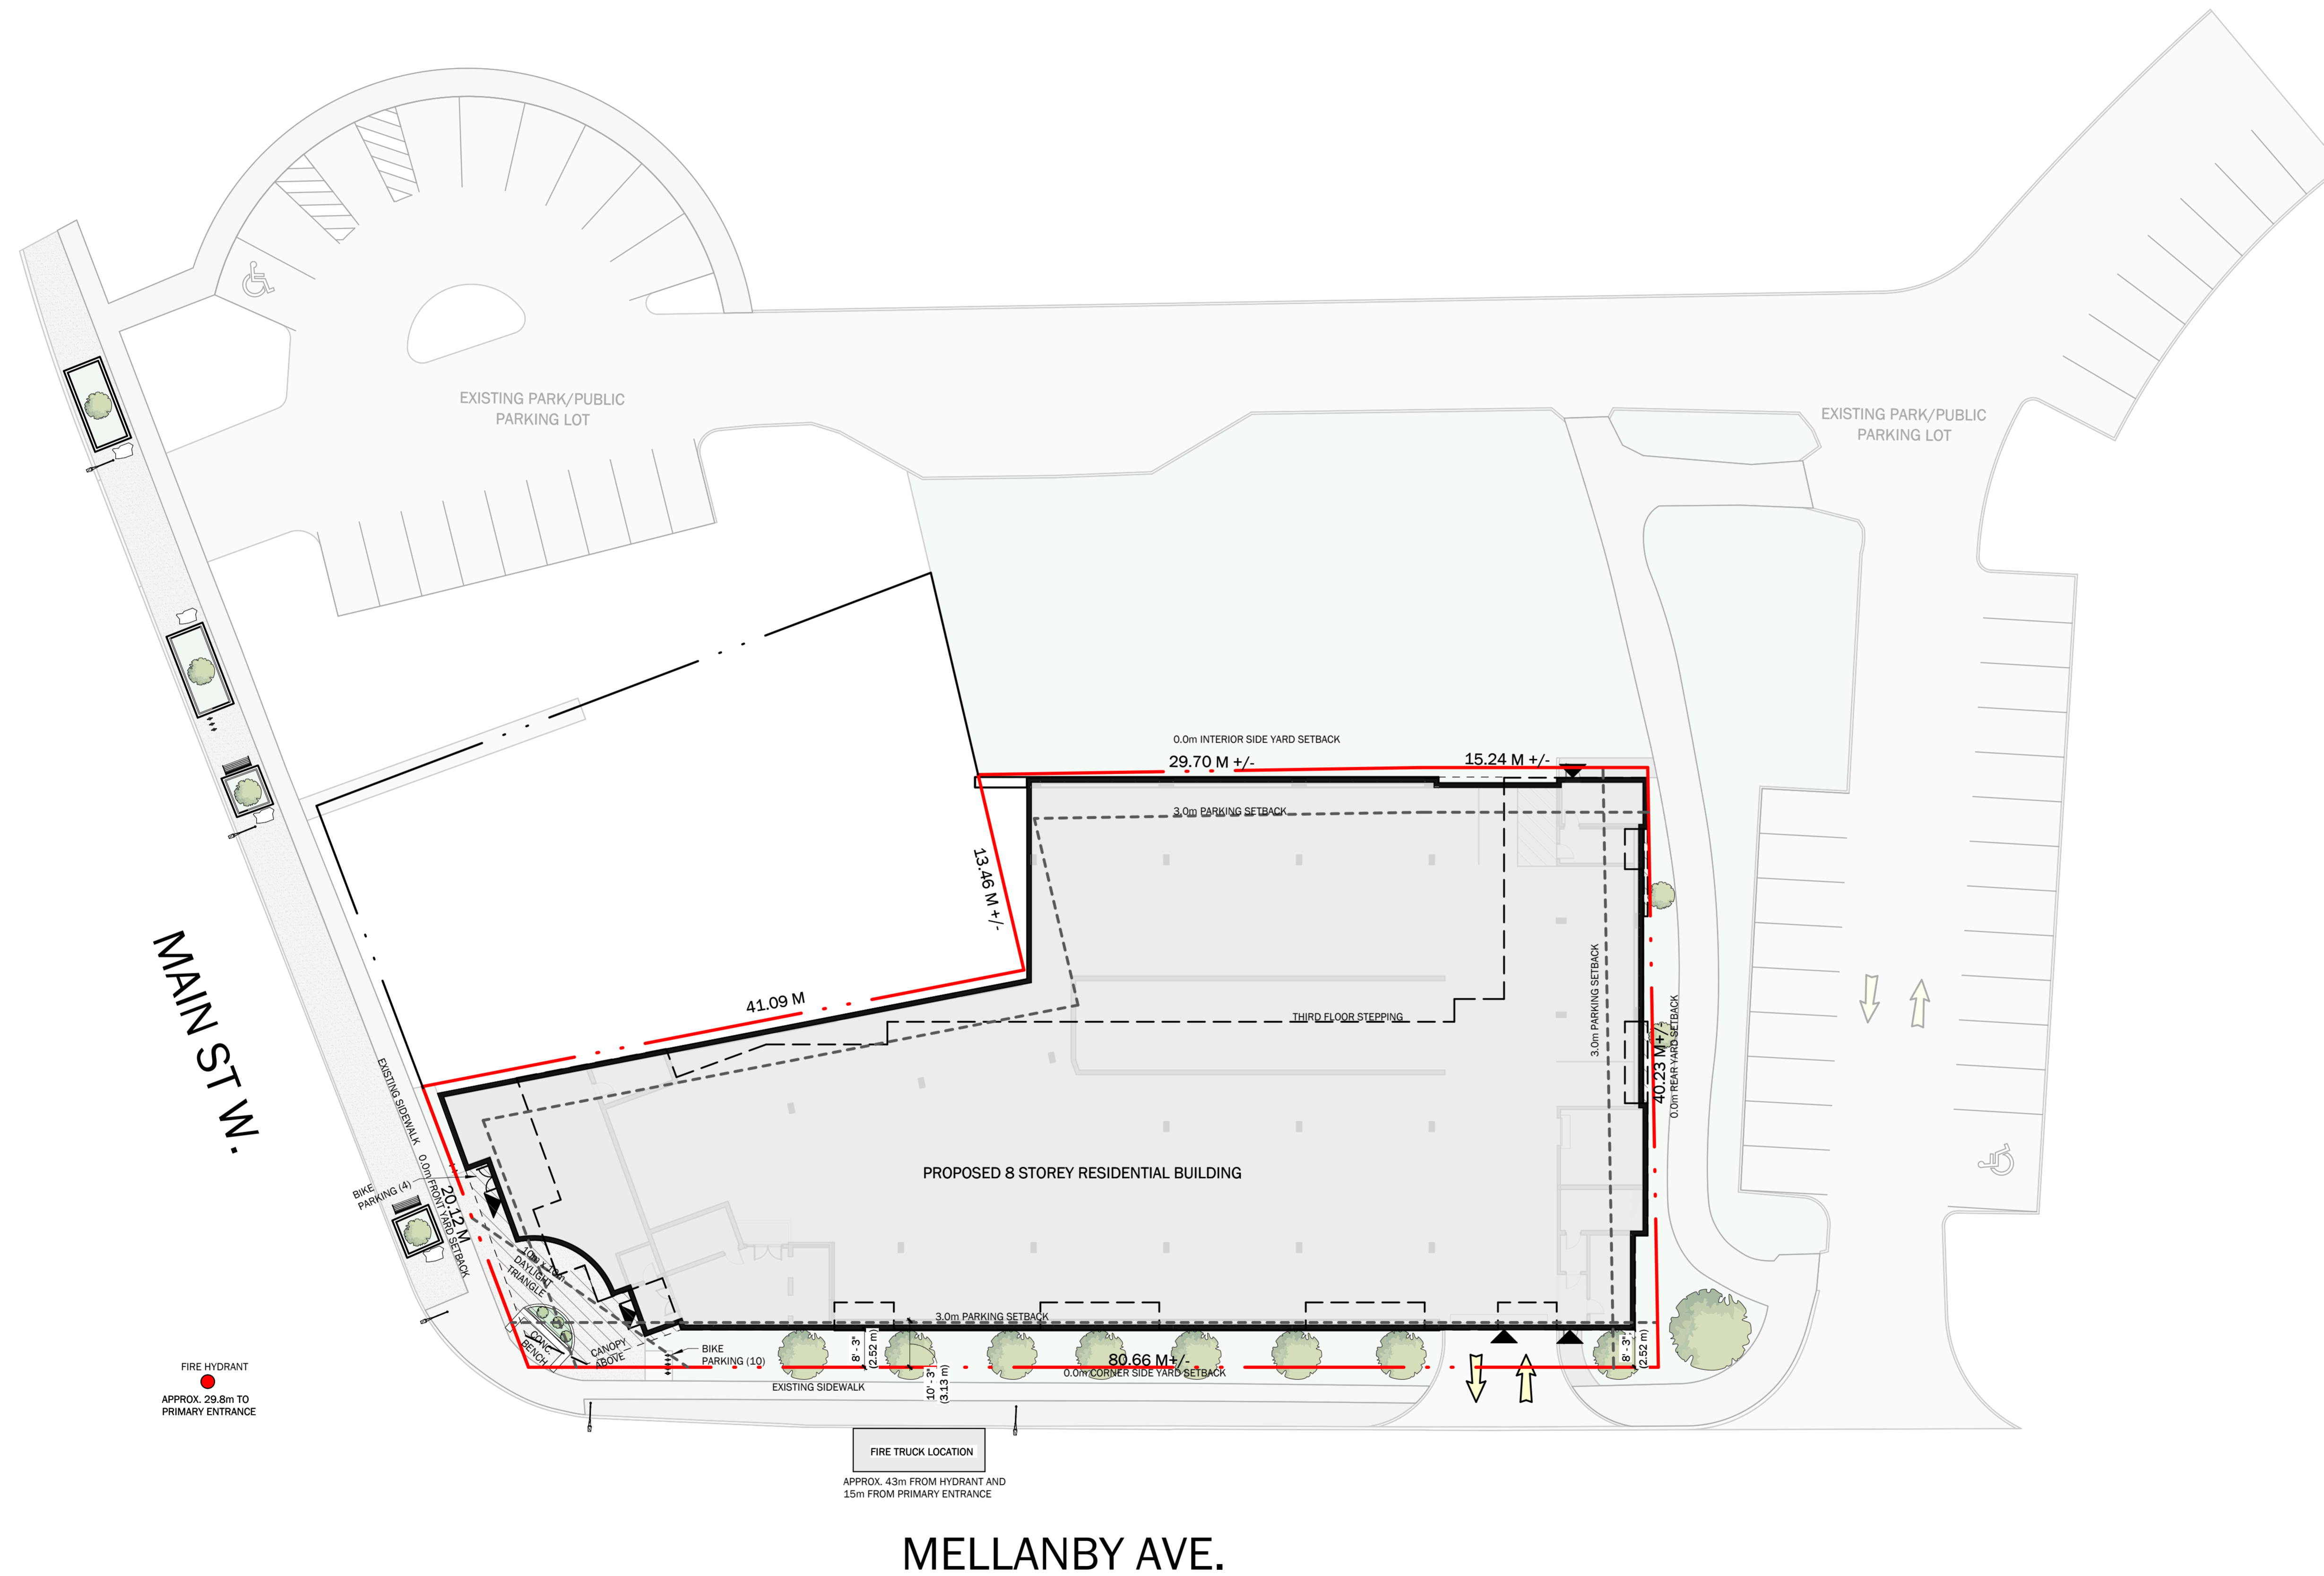 EXISTING PARK/PUBLIC
PARKING LOT
EXISTING PARK/PUBLIC
PARKING LOT
0.0m INTERIOR SIDE YARD SETBACK
29.70 M +/-
15.24 M +/-
3.0m PARKING SETBACK
13.46 M +/-
41.09 M
THIRD FLOOR STEPPING
3.0m PARKING SETBACK
40.23 M+/-
0.0m REAR YARD SETBACK
MAIN ST W.
EXISTING SIDEWALK
0.0m FRONT YARD SETBACK
20.12 M
BIKE
PARKING (4)
PROPOSED 8 STOREY RESIDENTIAL BUILDING
10m x 10m
DAYLIGHT
TRIANGLE
CONC.
BENCH
CANOPY
ABOVE
3.0m PARKING SETBACK
BIKE
PARKING (10)
8' - 3"
(2.52 m)
10' - 3"
(3.13 m)
80.66 M+/-
0.0m CORNER SIDE YARD SETBACK
8' - 3"
(2.52 m)
EXISTING SIDEWALK
FIRE HYDRANT
APPROX. 29.8m TO
PRIMARY ENTRANCE
FIRE TRUCK LOCATION
APPROX. 43m FROM HYDRANT AND
15m FROM PRIMARY ENTRANCE
MELLANBY AVE.